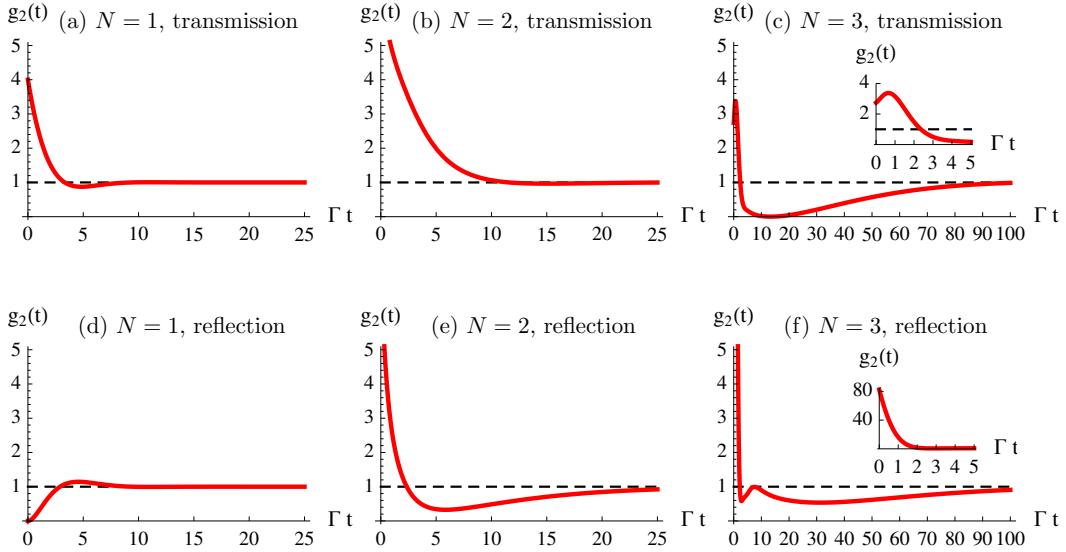 g₂(t) (a) N = 1, transmission
5
4
3
2
1
0 5 10 15 20 25
Γ t
g₂(t) (b) N = 2, transmission
5
4
3
2
1
0 5 10 15 20 25
Γ t
g₂(t) (c) N = 3, transmission
5
4
3
2
1
0 10 20 30 40 50 60 70 80 90 100
Γ t
g₂(t)
4
2
0 1 2 3 4 5
Γ t
g₂(t) (d) N = 1, reflection
5
4
3
2
1
0 5 10 15 20 25
Γ t
g₂(t) (e) N = 2, reflection
5
4
3
2
1
0 5 10 15 20 25
Γ t
g₂(t) (f) N = 3, reflection
5
4
3
2
1
0 10 20 30 40 50 60 70 80 90 100
Γ t
g₂(t)
80
40
0 1 2 3 4 5
Γ t